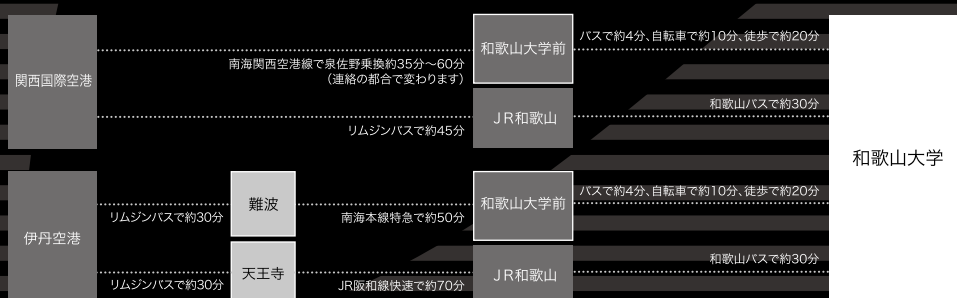 関西国際空港
南海関西空港線で泉佐野乗換約35分〜60分
（連絡の都合で変わります）
和歌山大学前
バスで約4分、自転車で約10分、徒歩で約20分
リムジンバスで約45分
JR和歌山
和歌山バスで約30分
和歌山大学
伊丹空港
リムジンバスで約30分
難波
南海本線特急で約50分
和歌山大学前
バスで約4分、自転車で約10分、徒歩で約20分
リムジンバスで約30分
天王寺
JR阪和線快速で約70分
JR和歌山
和歌山バスで約30分